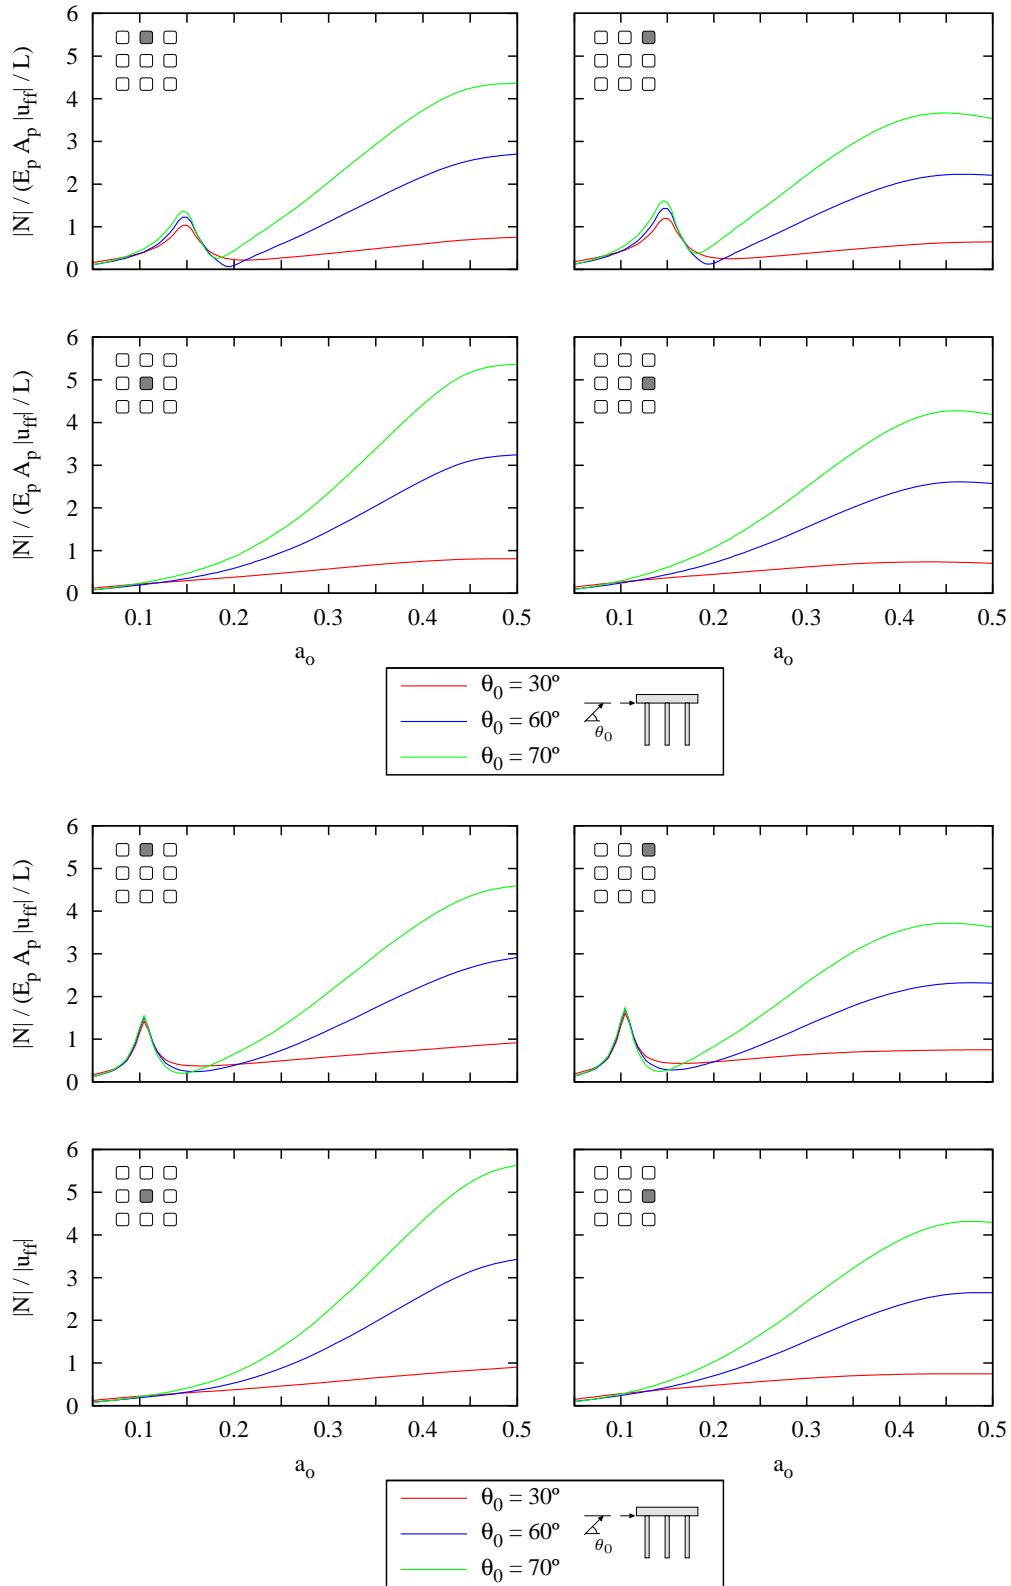 6
5
4
3
2
1
0
|N| / (E_p A_p |u_ff| / L)
6
5
4
3
2
1
0
|N| / (E_p A_p |u_ff| / L)
0.1 0.2 0.3 0.4 0.5
a_o
0.1 0.2 0.3 0.4 0.5
a_o
θ_0 = 30º
θ_0 = 60º
θ_0 = 70º
θ_0
6
5
4
3
2
1
0
|N| / (E_p A_p |u_ff| / L)
6
5
4
3
2
1
0
|N| / |u_ff|
0.1 0.2 0.3 0.4 0.5
a_o
0.1 0.2 0.3 0.4 0.5
a_o
θ_0 = 30º
θ_0 = 60º
θ_0 = 70º
θ_0